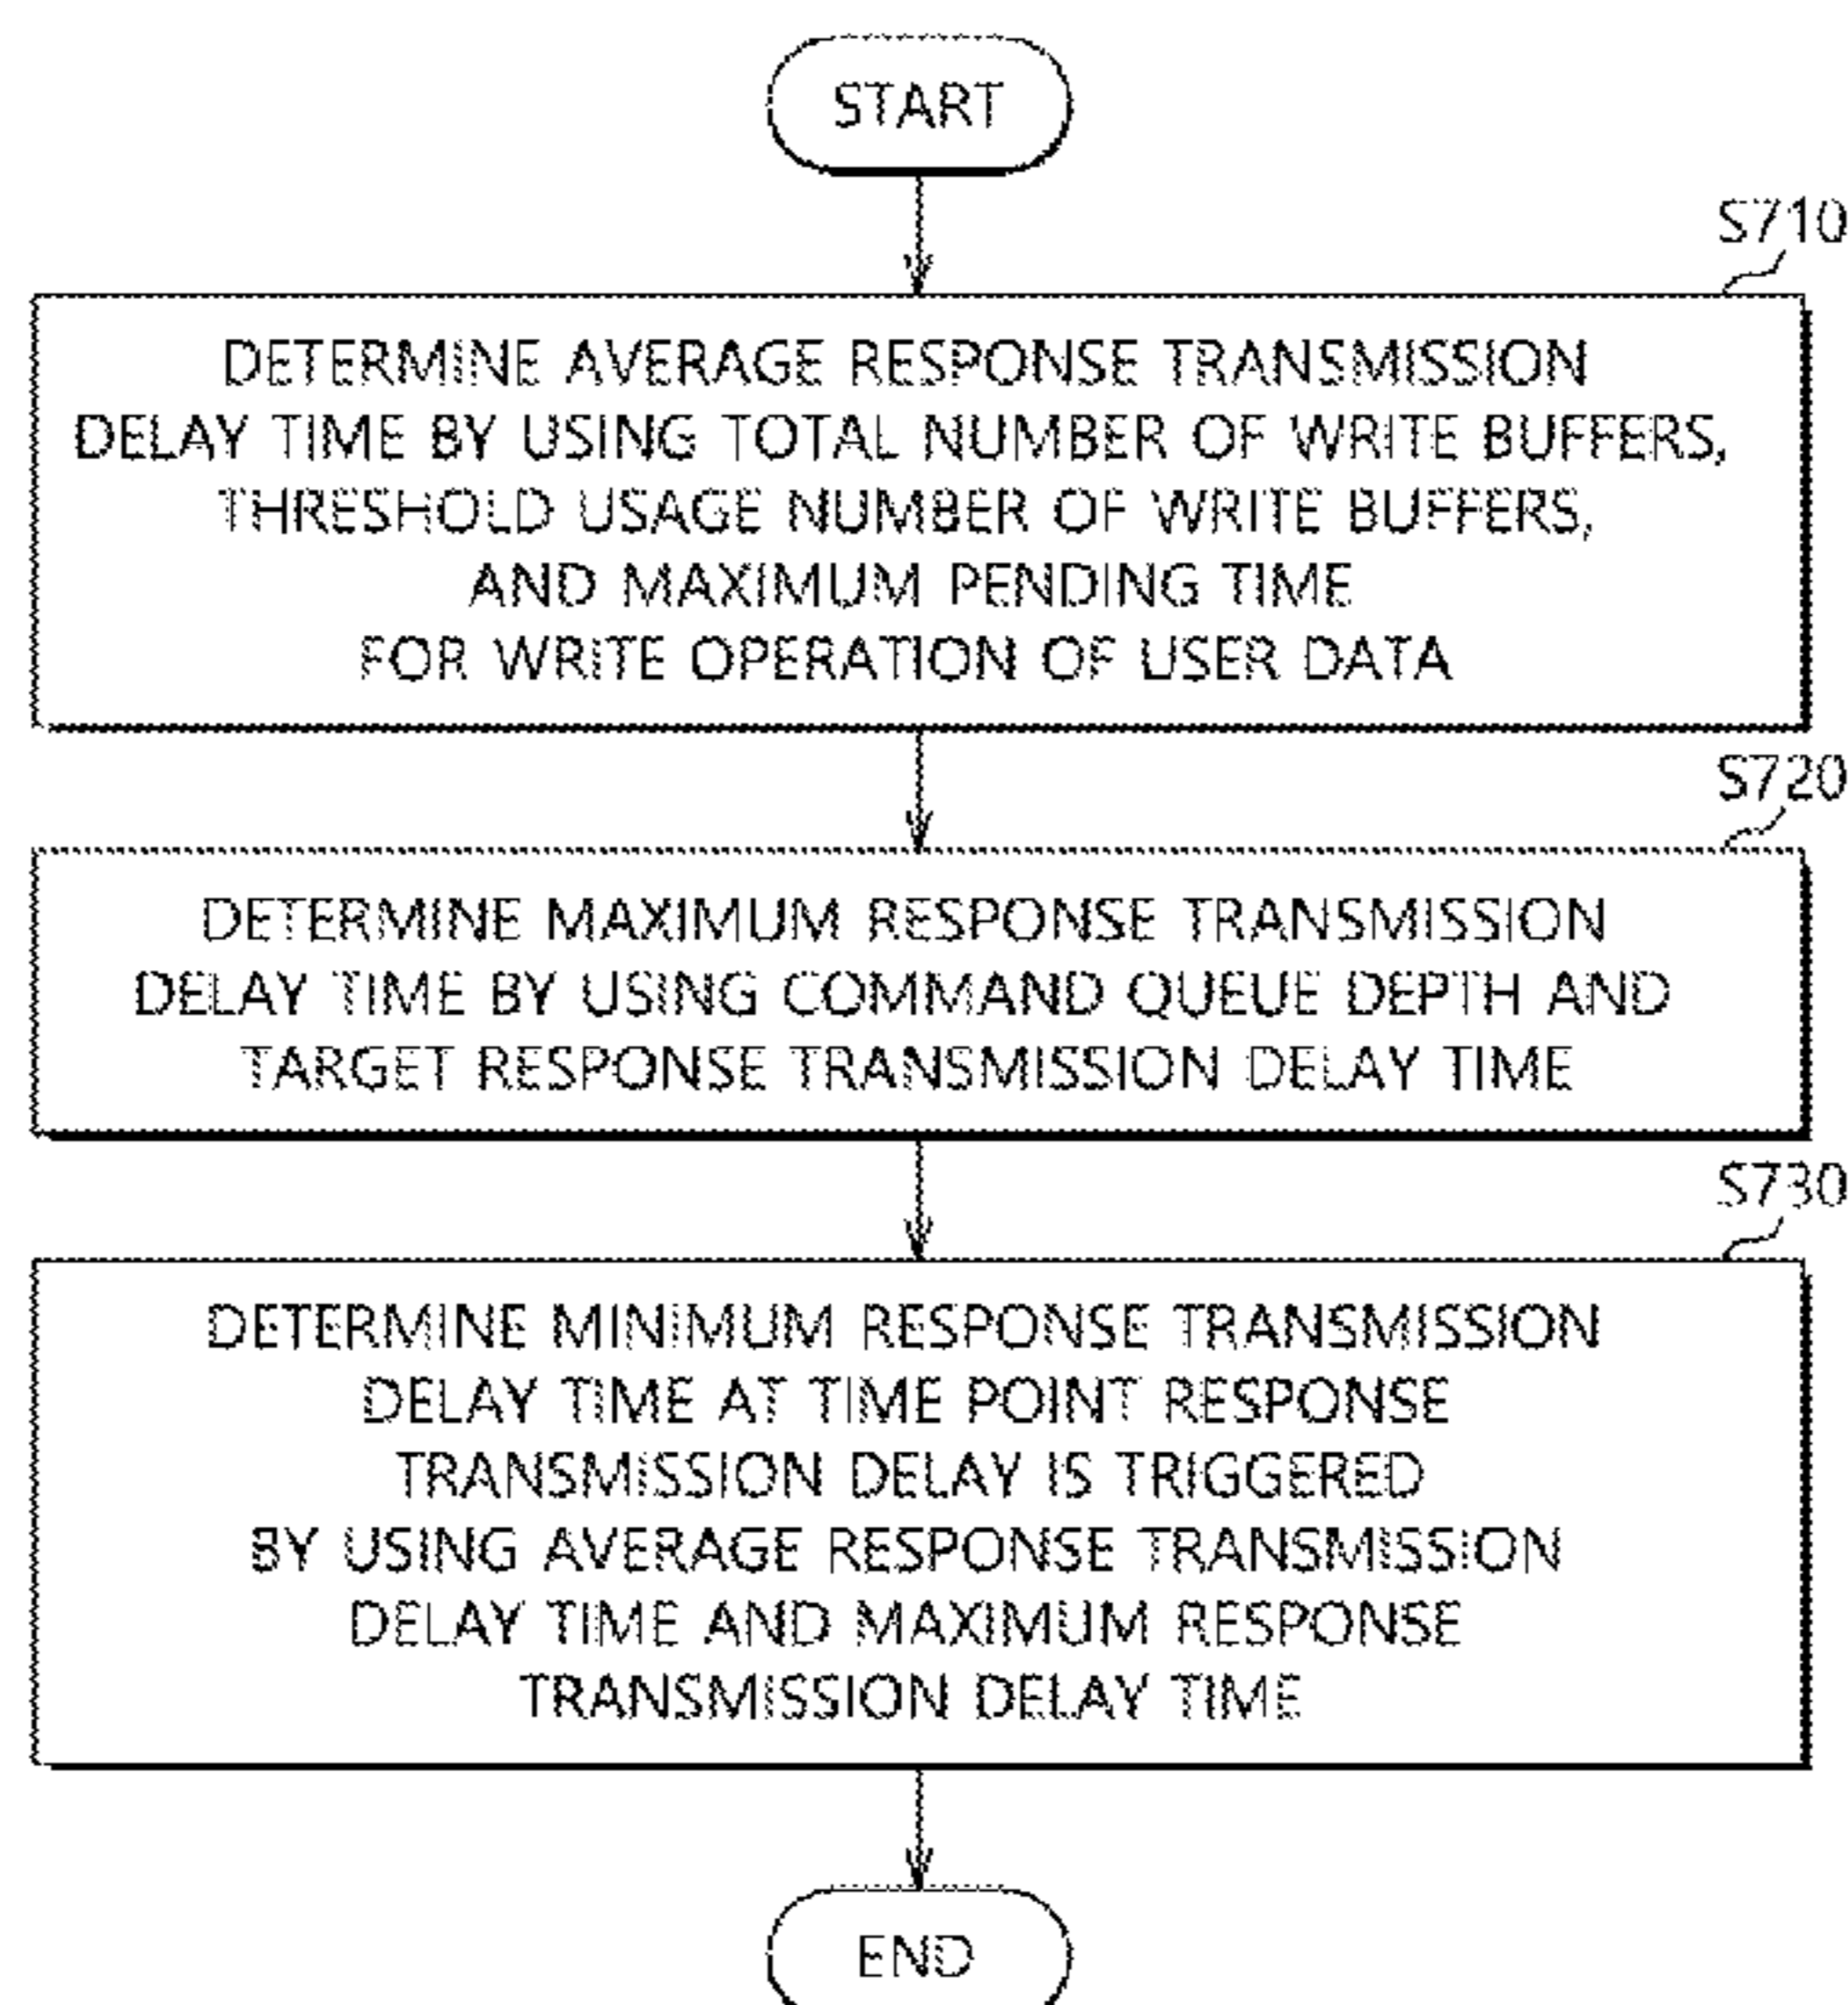 START
S710
DETERMINE AVERAGE RESPONSE TRANSMISSION
DELAY TIME BY USING TOTAL NUMBER OF WRITE BUFFERS,
THRESHOLD USAGE NUMBER OF WRITE BUFFERS,
AND MAXIMUM PENDING TIME
FOR WRITE OPERATION OF USER DATA
S720
DETERMINE MAXIMUM RESPONSE TRANSMISSION
DELAY TIME BY USING COMMAND QUEUE DEPTH AND
TARGET RESPONSE TRANSMISSION DELAY TIME
S730
DETERMINE MINIMUM RESPONSE TRANSMISSION
DELAY TIME AT TIME POINT RESPONSE
TRANSMISSION DELAY IS TRIGGERED
BY USING AVERAGE RESPONSE TRANSMISSION
DELAY TIME AND MAXIMUM RESPONSE
TRANSMISSION DELAY TIME
END